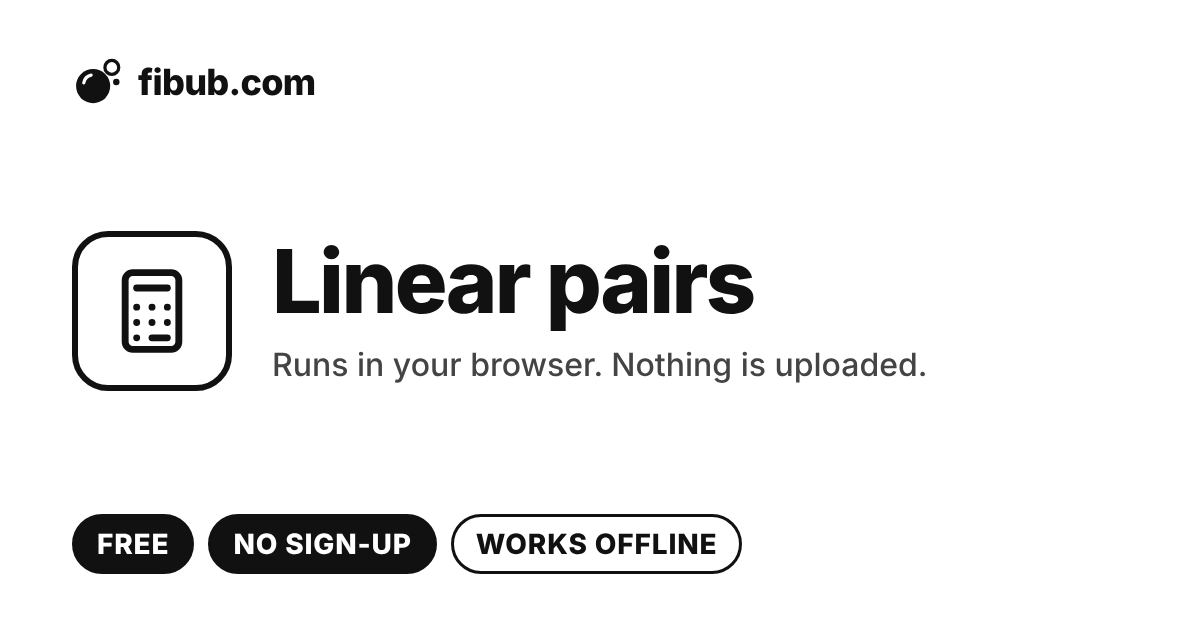 fibub.com
Linear pairs
Runs in your browser. Nothing is uploaded.
FREE
NO SIGN-UP
WORKS OFFLINE